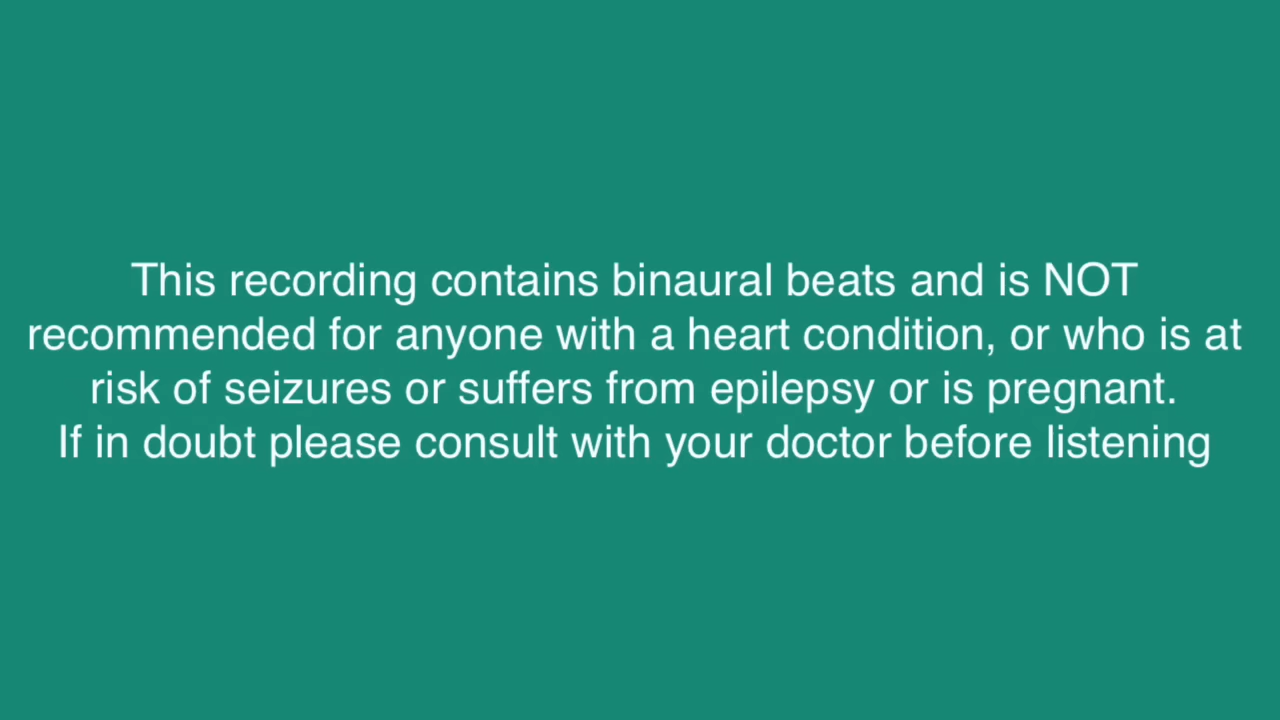 This recording contains binaural beats and is NOT
recommended for anyone with a heart condition, or who is at
risk of seizures or suffers from epilepsy or is pregnant.
If in doubt please consult with your doctor before listening